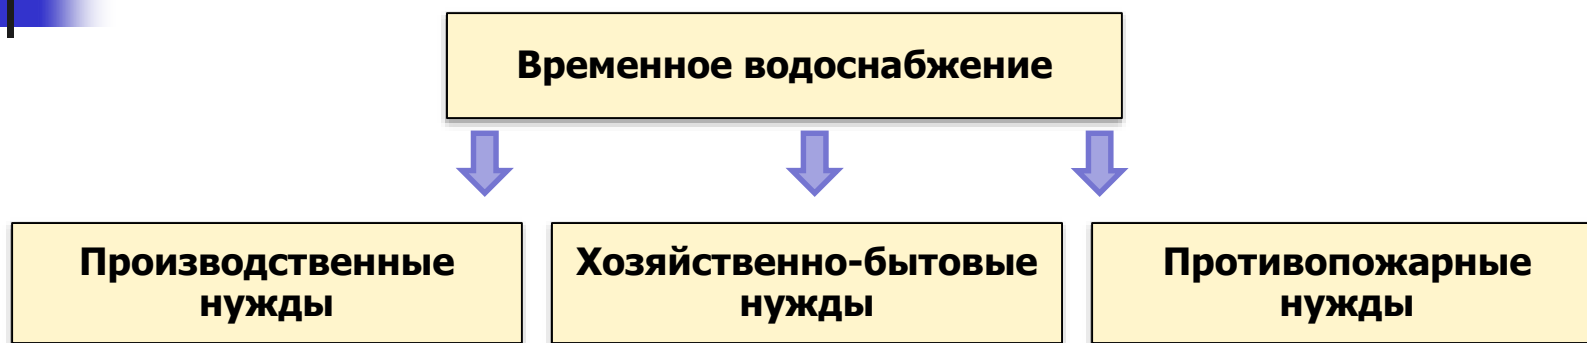 Временное водоснабжение
Производственные
нужды
Хозяйственно-бытовые
нужды
Противопожарные
нужды